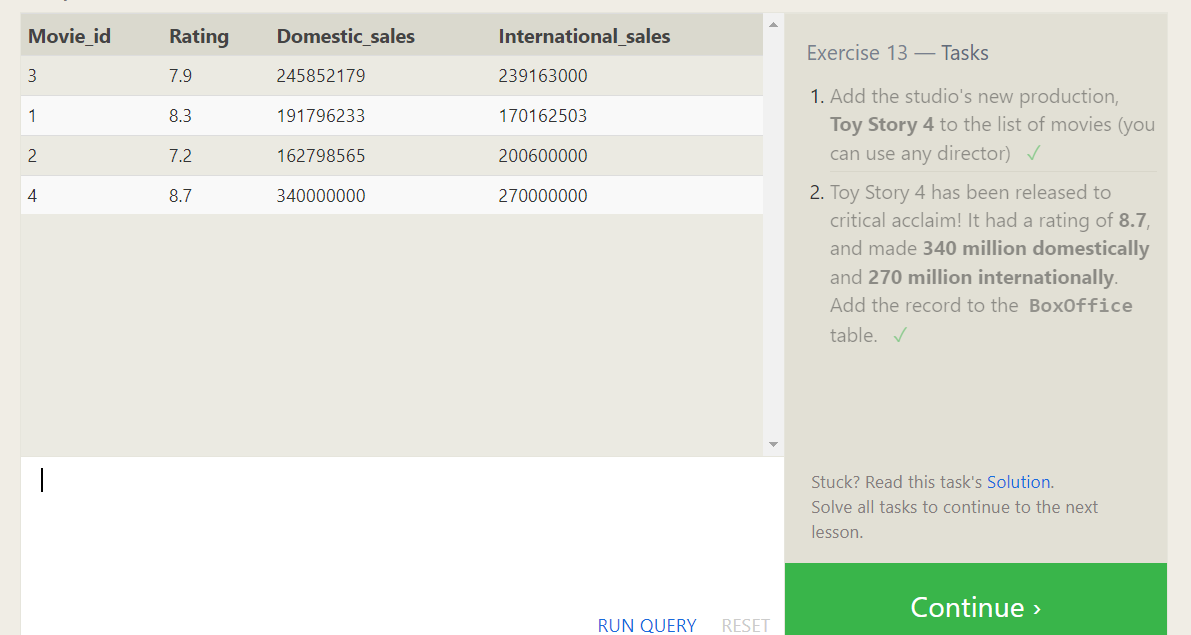 Movie_id Rating Domestic_sales International_sales
3 7.9 245852179 239163000
1 8.3 191796233 170162503
2 7.2 162798565 200600000
4 8.7 340000000 270000000
RUN QUERY RESET
Exercise 13 — Tasks
1. Add the studio's new production,
Toy Story 4 to the list of movies (you
can use any director) ✓
2. Toy Story 4 has been released to
critical acclaim! It had a rating of 8.7,
and made 340 million domestically
and 270 million internationally.
Add the record to the BoxOffice
table. ✓
Stuck? Read this task's Solution.
Solve all tasks to continue to the next
lesson.
Continue ›